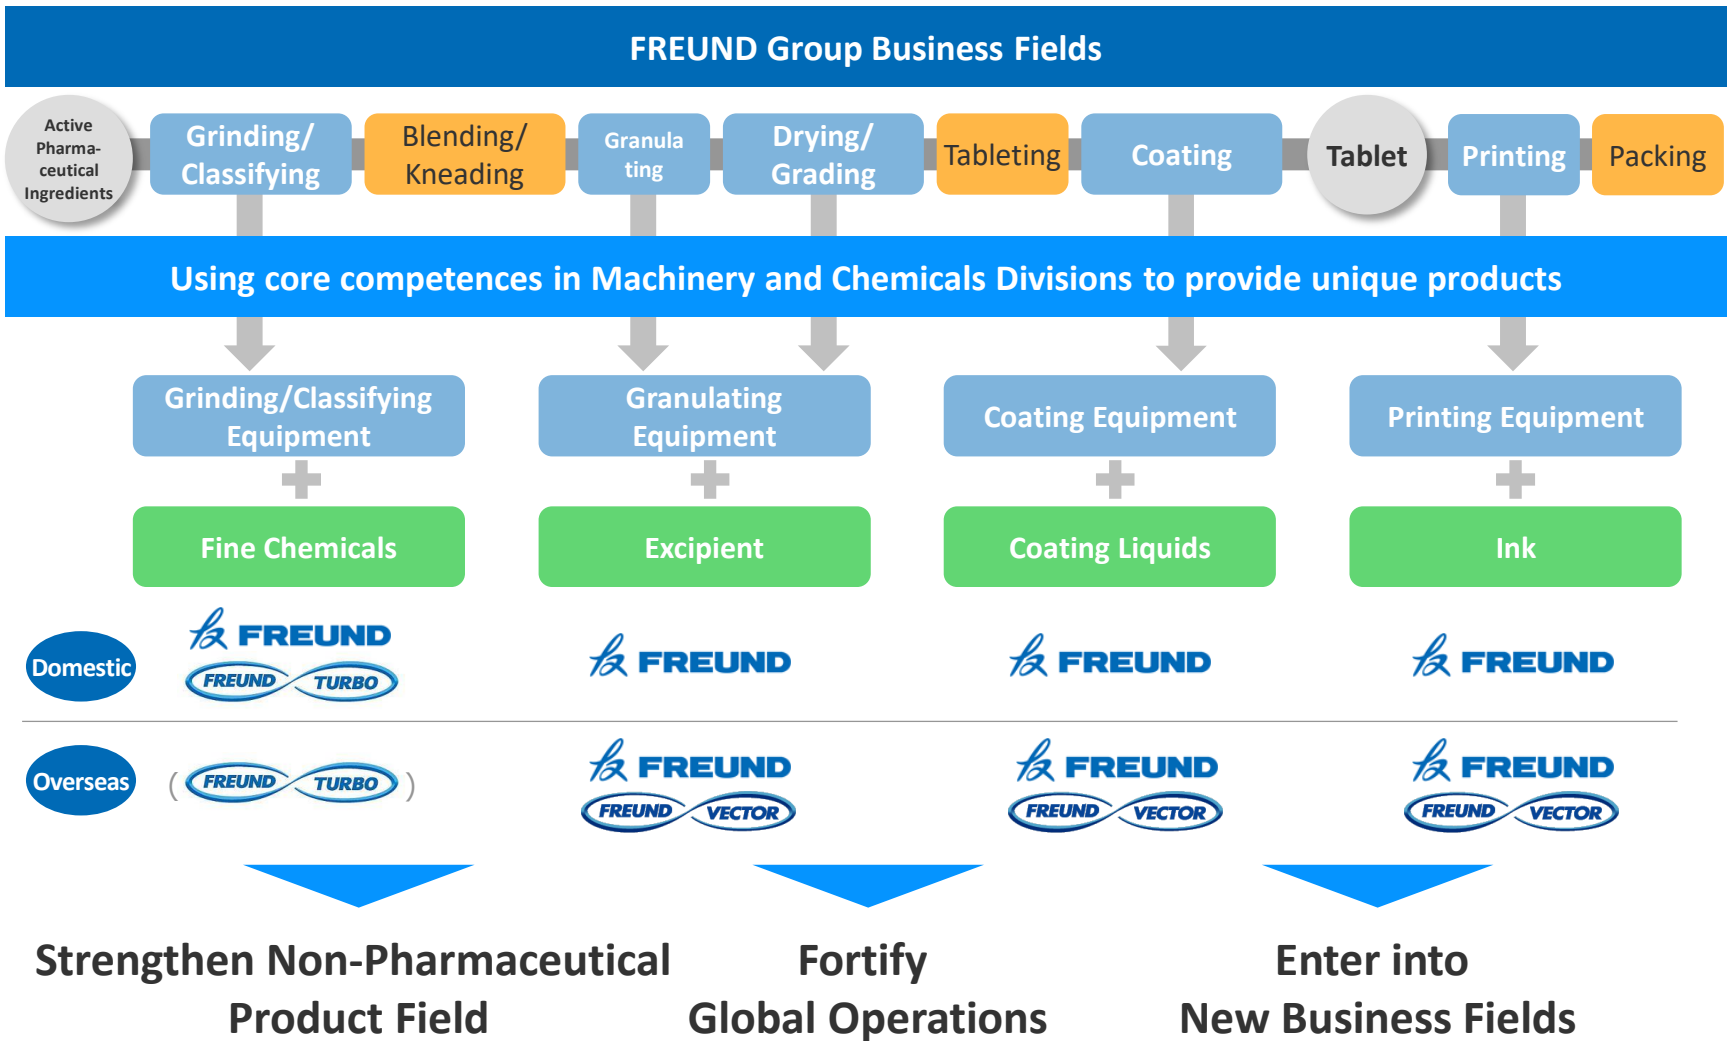 FREUND Group Business Fields
Active
Pharma-
ceutical
Ingredients
Grinding/
Classifying
Blending/
Kneading
Granula
ting
Drying/
Grading
Tableting
Coating
Tablet
Printing
Packing
Using core competences in Machinery and Chemicals Divisions to provide unique products
Grinding/Classifying
Equipment
Granulating
Equipment
Coating Equipment
Printing Equipment
Fine Chemicals
Excipient
Coating Liquids
Ink
Domestic
FREUND
FREUND TURBO
FREUND
FREUND
FREUND
Overseas
( FREUND TURBO )
FREUND
FREUND VECTOR
FREUND
FREUND VECTOR
FREUND
FREUND VECTOR
Strengthen Non-Pharmaceutical
Product Field
Fortify
Global Operations
Enter into
New Business Fields